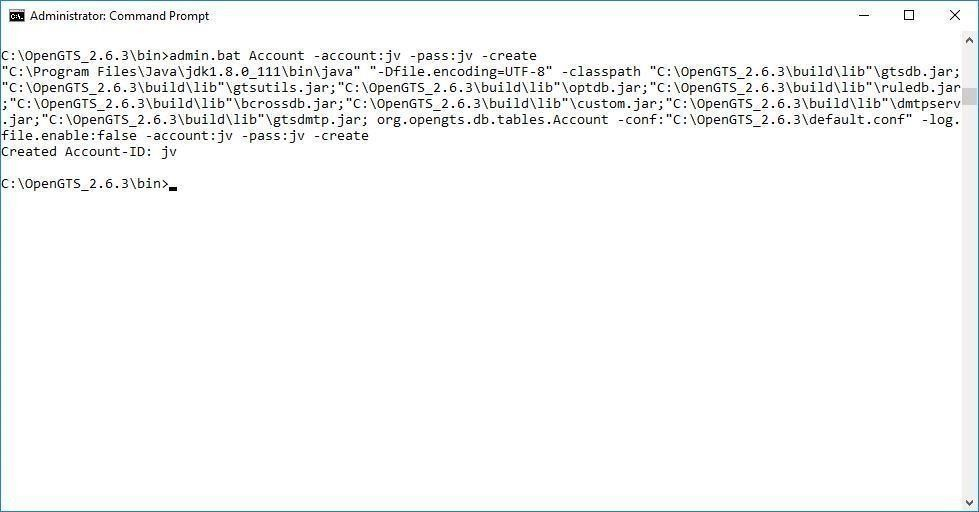 Administrator: Command Prompt
C:\OpenGTS_2.6.3\bin>admin.bat Account -account:jv -pass:jv -create
"C:\Program Files\Java\jdk1.8.0_111\bin\java" "-Dfile.encoding=UTF-8" -classpath "C:\OpenGTS_2.6.3\build\lib"\gtsdb.jar;
"C:\OpenGTS_2.6.3\build\lib"\gtsutils.jar;"C:\OpenGTS_2.6.3\build\lib"\optdb.jar;"C:\OpenGTS_2.6.3\build\lib"\ruledb.jar
;"C:\OpenGTS_2.6.3\build\lib"\bcrossdb.jar;"C:\OpenGTS_2.6.3\build\lib"\custom.jar;"C:\OpenGTS_2.6.3\build\lib"\dmtpserv
.jar;"C:\OpenGTS_2.6.3\build\lib"\gtsdmtp.jar; org.opengts.db.tables.Account -conf:"C:\OpenGTS_2.6.3\default.conf" -log.
file.enable:false -account:jv -pass:jv -create
Created Account-ID: jv
C:\OpenGTS_2.6.3\bin>